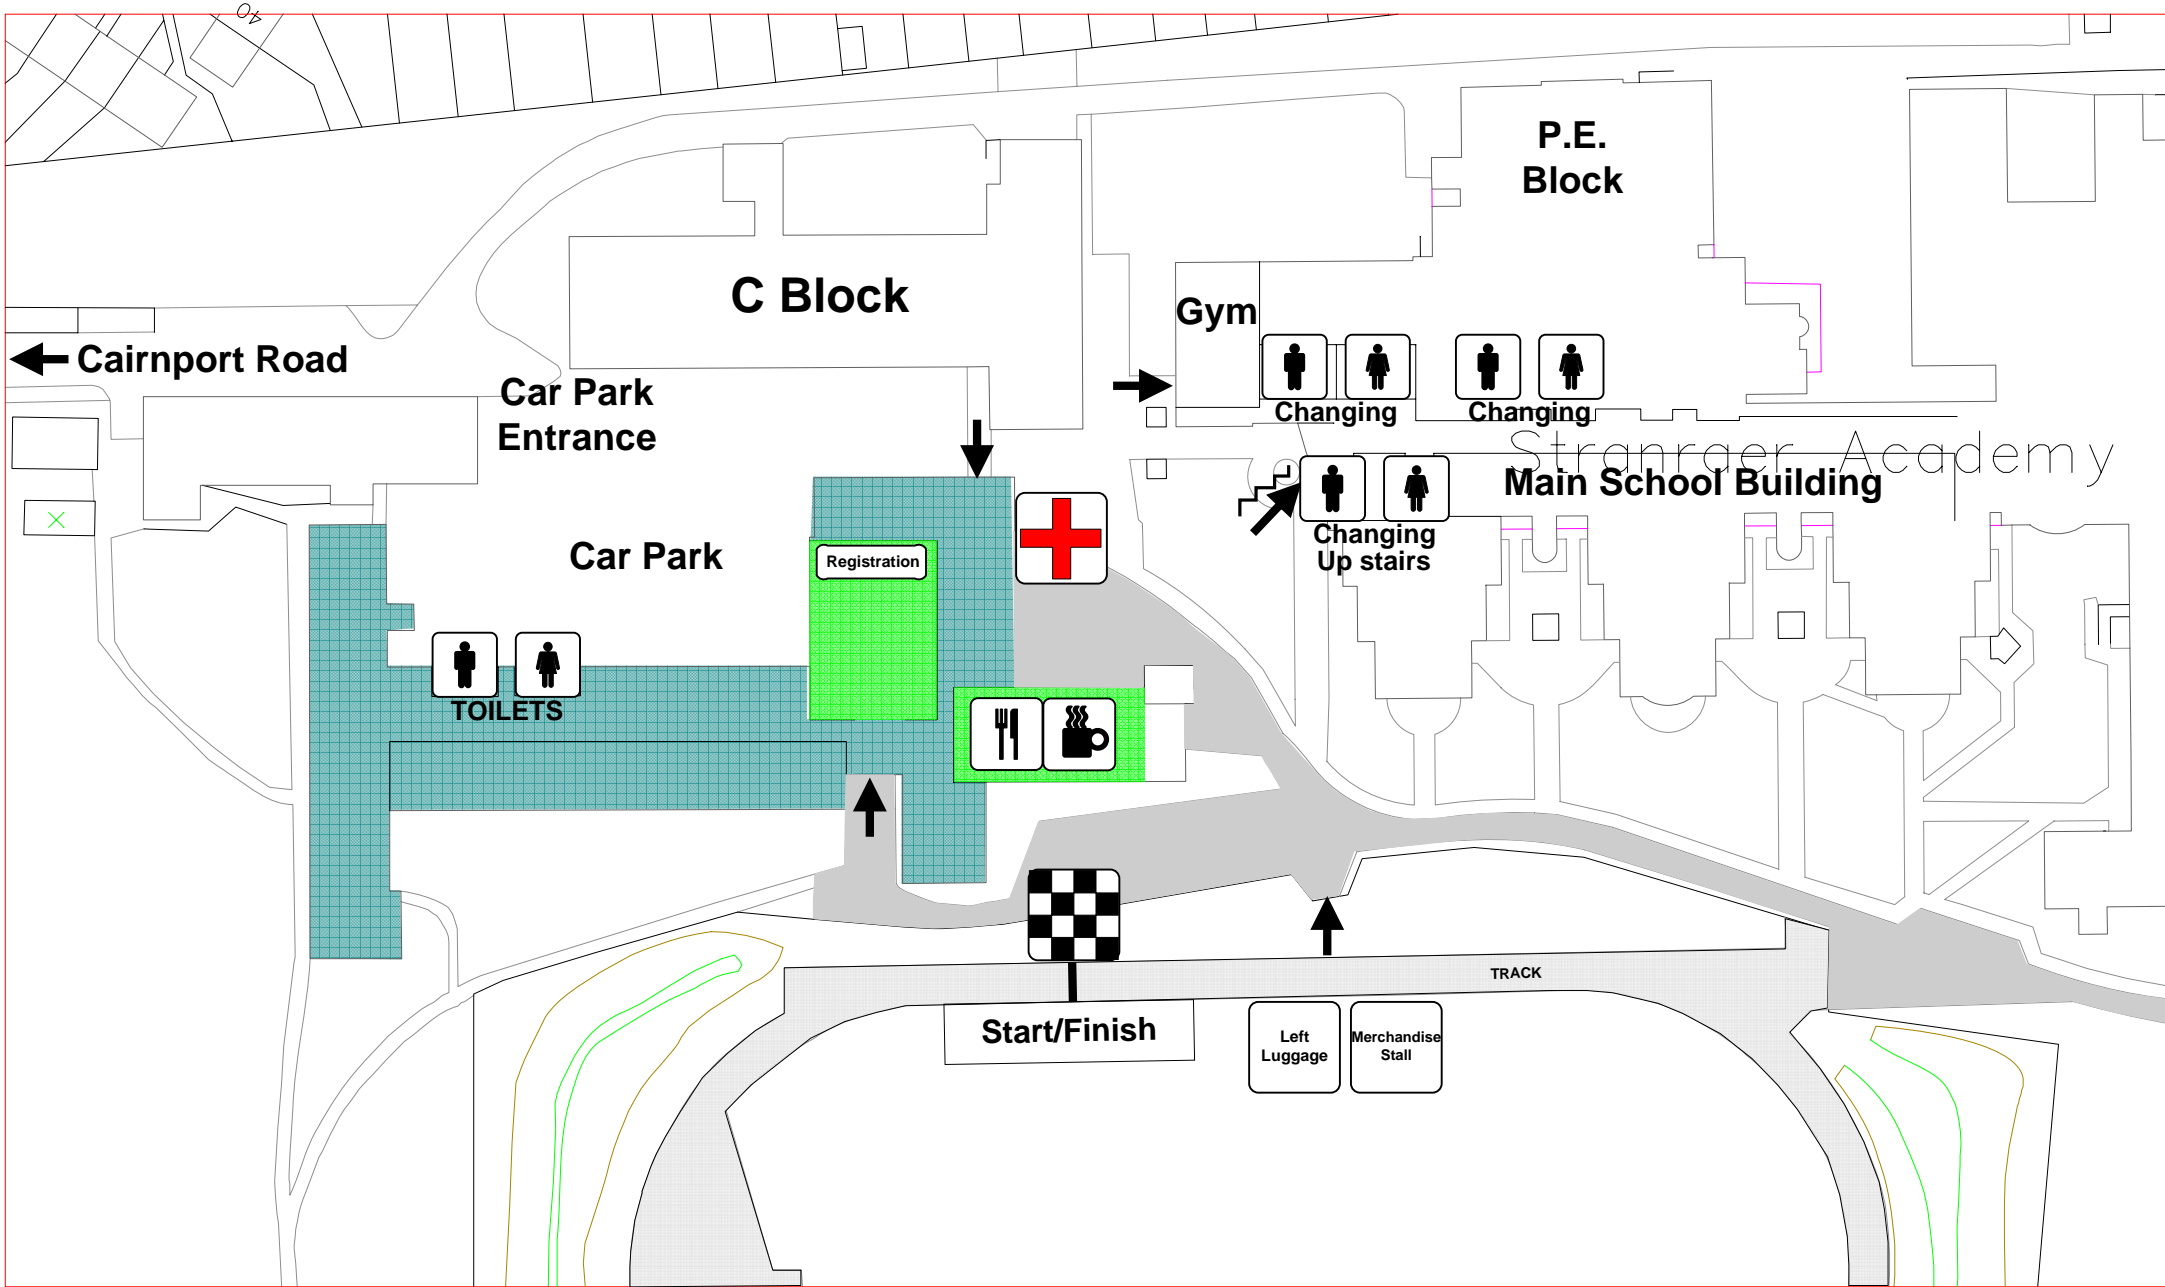 40
P.E.
Block
C Block
Gym
Cairnport Road
Car Park
Entrance
Changing
Changing
Stranraer Academy
Main School Building
Changing
Up stairs
Car Park
Registration
TOILETS
TRACK
Start/Finish
Left
Luggage
Merchandise
Stall